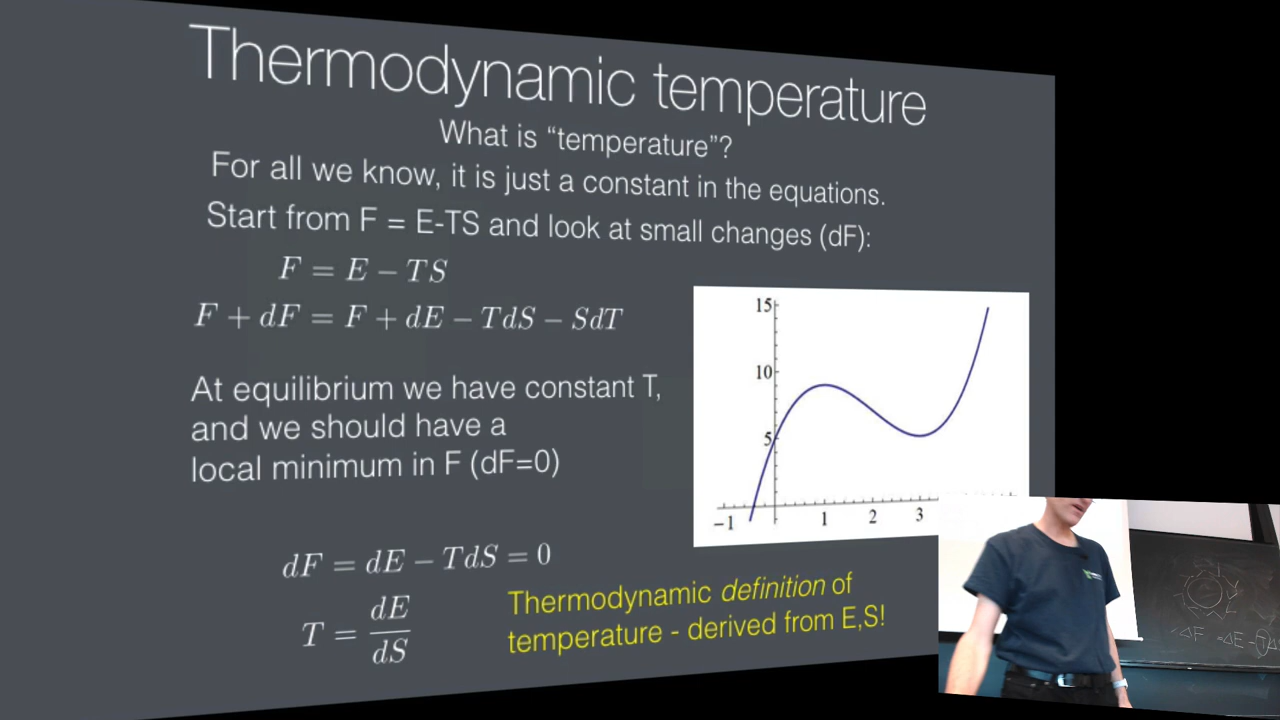 Thermodynamic temperature
What is “temperature”?
For all we know, it is just a constant in the equations.
Start from F = E-TS and look at small changes (dF):
F = E − TS
F + dF = F + dE − TdS − SdT
At equilibrium we have constant T,
and we should have a
local minimum in F (dF=0)
15
10
5
−1 1 2 3
dF = dE − TdS = 0
T = dE/dS
Thermodynamic definition of
temperature - derived from E,S!
ΔF = ΔE - T